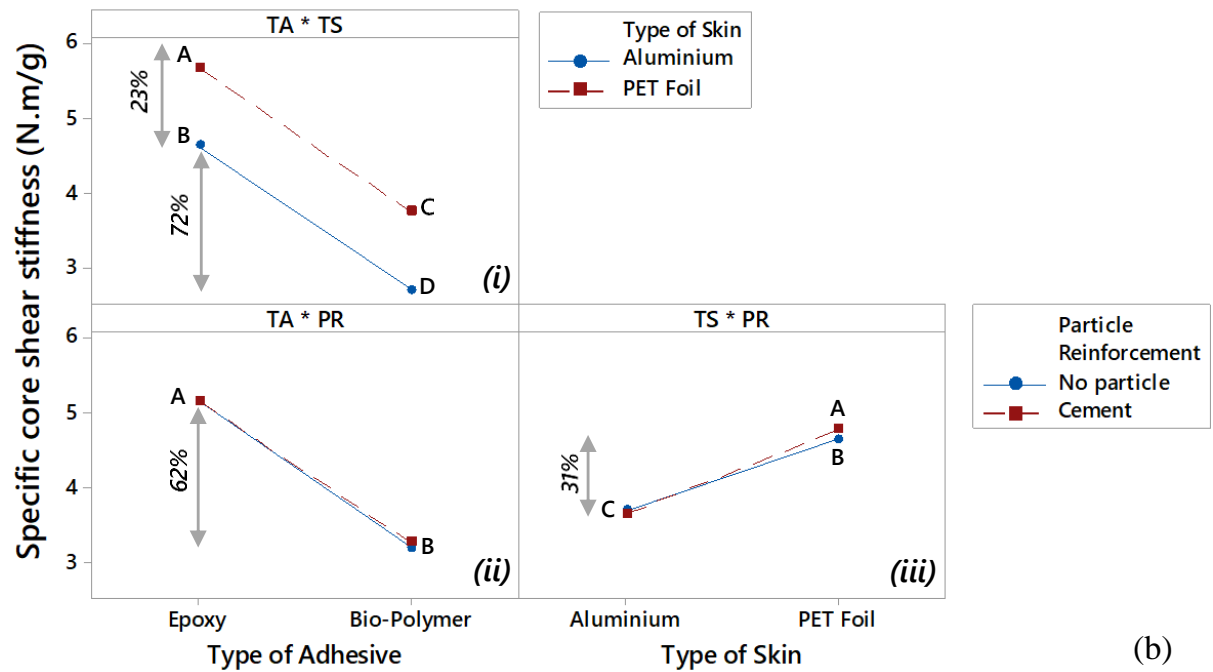 Specific core shear stiffness (N.m/g)
TA * TS
6
5
4
3
A
23%
B
72%
C
D
(i)
Type of Skin
Aluminium
PET Foil
TA * PR
6
5
4
3
A
62%
B
(ii)
Epoxy
Bio-Polymer
Type of Adhesive
TS * PR
A
B
31%
C
(iii)
Aluminium
PET Foil
Type of Skin
Particle
Reinforcement
No particle
Cement
(b)